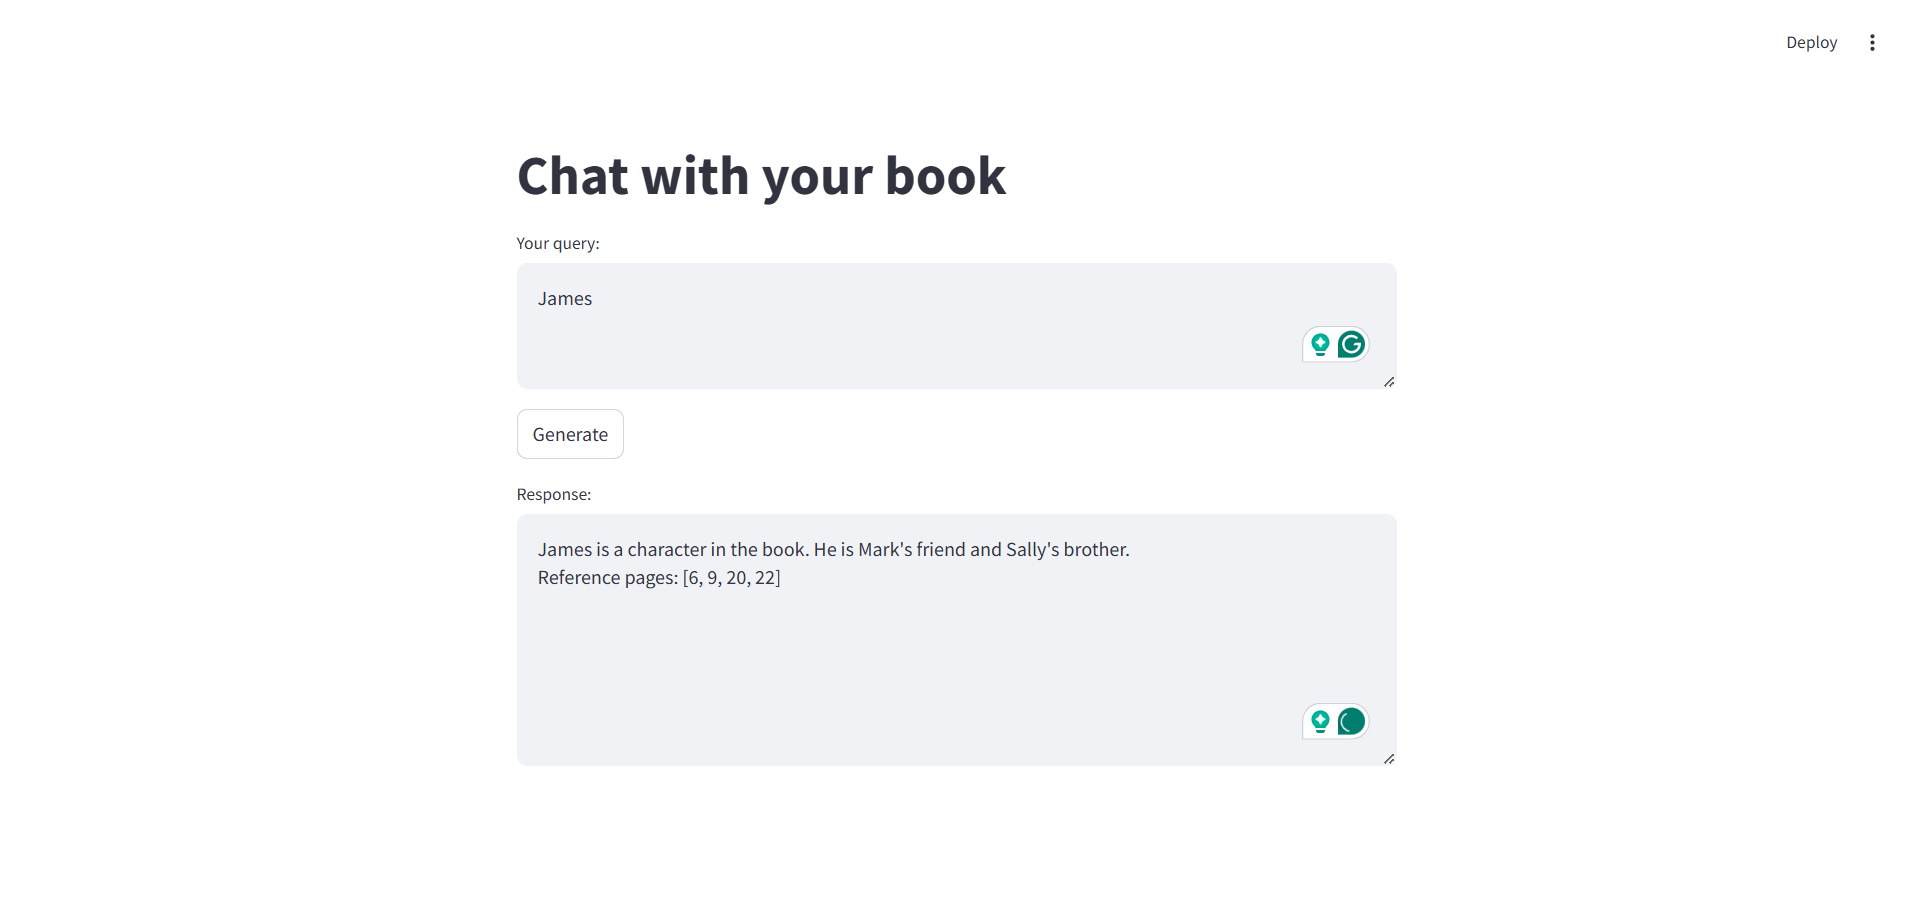 Deploy
Chat with your book
Your query:
James
Generate
Response:
James is a character in the book. He is Mark's friend and Sally's brother.
Reference pages: [6, 9, 20, 22]